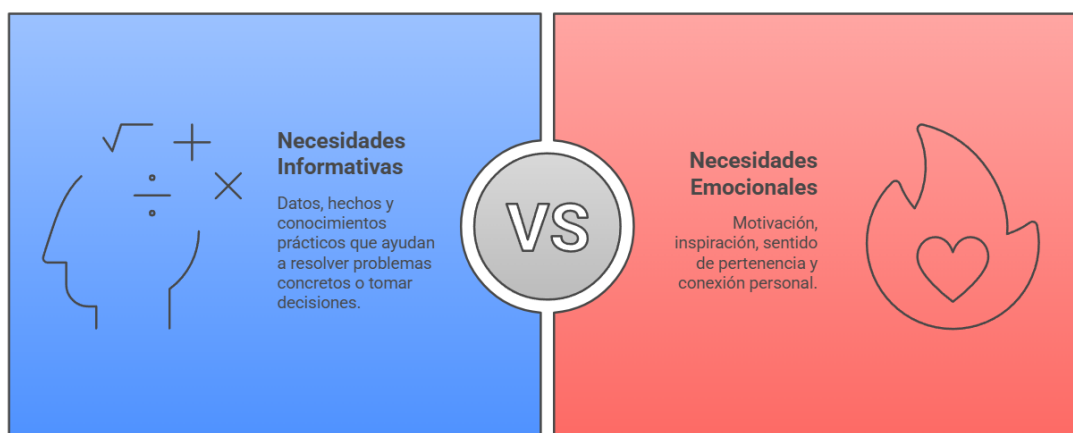 Necesidades
Informativas
Datos, hechos y
conocimientos
prácticos que ayudan
a resolver problemas
concretos o tomar
decisiones.
VS
Necesidades
Emocionales
Motivación,
inspiración, sentido
de pertenencia y
conexión personal.